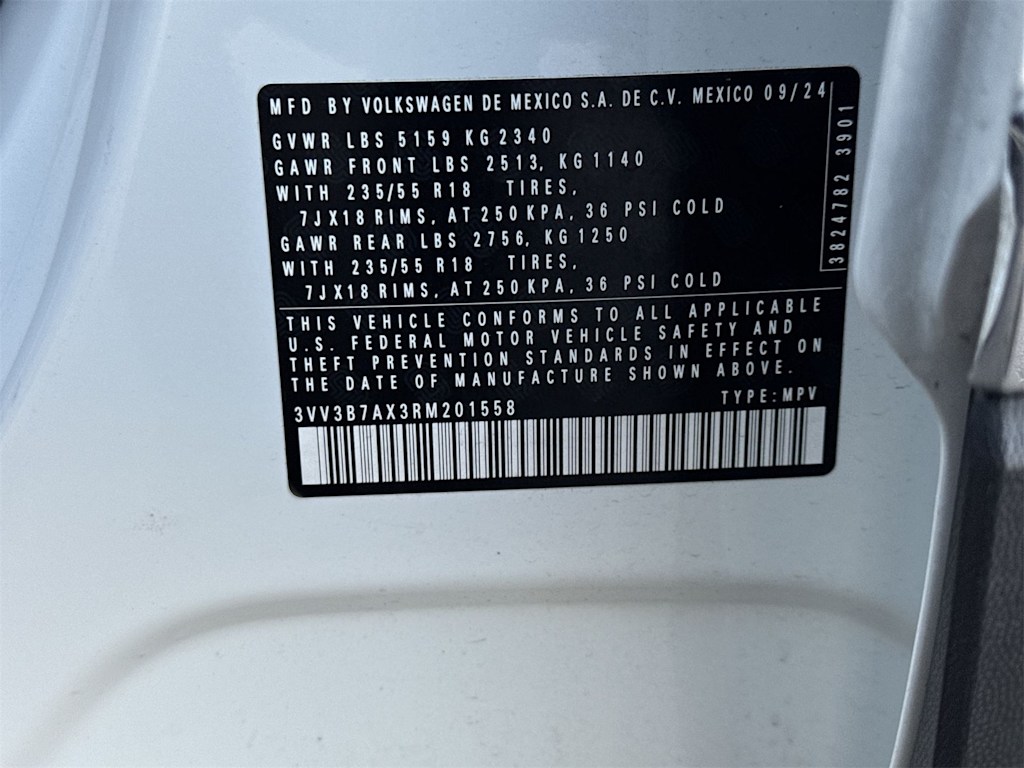 MFD BY VOLKSWAGEN DE MEXICO S.A. DE C.V. MEXICO 09/24
GVWR LBS 5159 KG 2340
GAWR FRONT LBS 2513, KG 1140
WITH 235/55 R18 TIRES,
7JX18 RIMS, AT 250 KPA, 36 PSI COLD
GAWR REAR LBS 2756, KG 1250
WITH 235/55 R18 TIRES,
7JX18 RIMS, AT 250 KPA, 36 PSI COLD
3824782 3901
THIS VEHICLE CONFORMS TO ALL APPLICABLE
U.S. FEDERAL MOTOR VEHICLE SAFETY AND
THEFT PREVENTION STANDARDS IN EFFECT ON
THE DATE OF MANUFACTURE SHOWN ABOVE.
3VV3B7AX3RM201558 TYPE: MPV